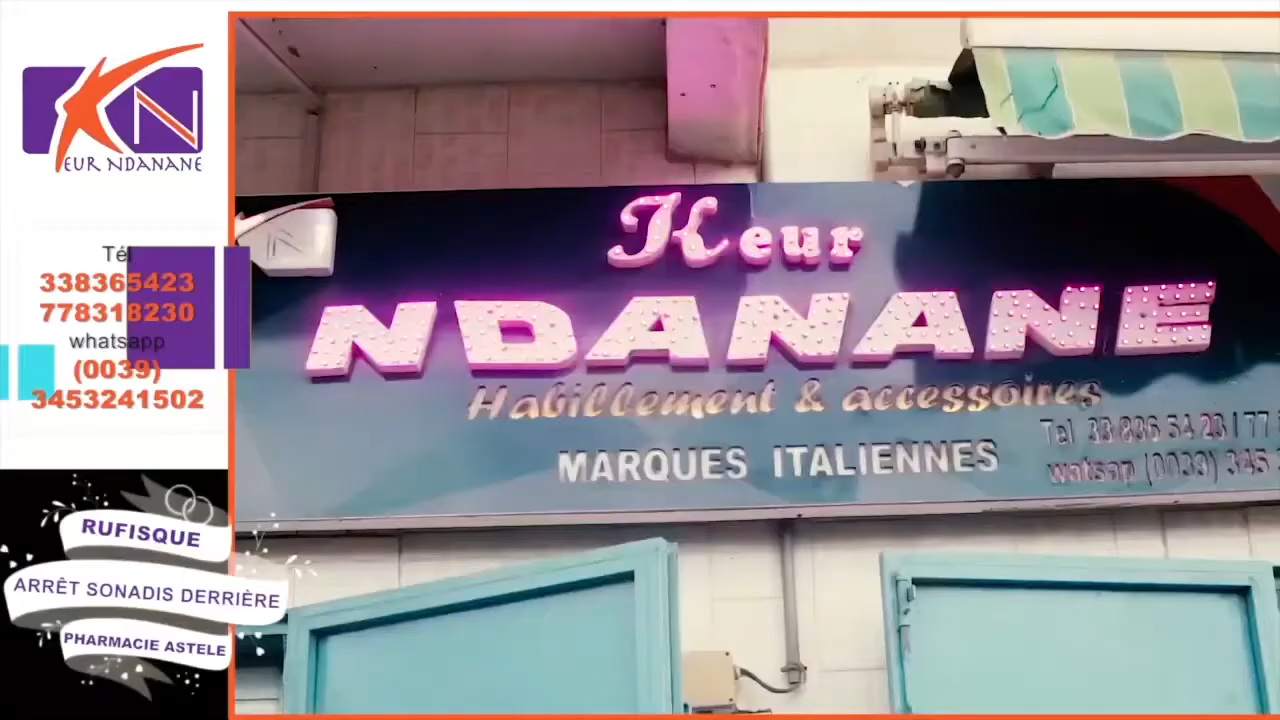 KN
EUR NDANANE
Tél
338365423
778318230
whatsapp
(0039)
3453241502
RUFISQUE
ARRÊT SONADIS DERRIÈRE
PHARMACIE ASTELE
Keur
NDANANE
Habillement & accessoires
MARQUES ITALIENNES
Tel 33 836 54 23 / 77
watsap (0039) 345